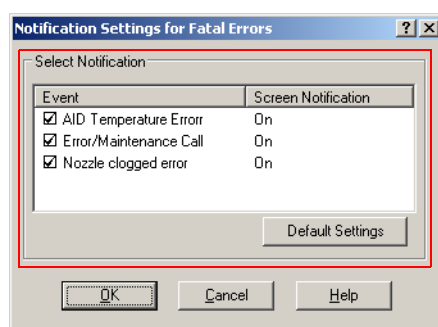 Notification Settings for Fatal Errors
Select Notification
Event Screen Notification
AID Temperature Errorr On
Error/Maintenance Call On
Nozzle clogged error On
Default Settings
OK Cancel Help